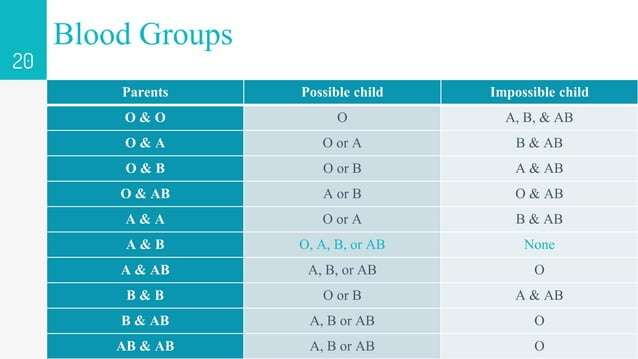 Blood Groups
20
Parents Possible child Impossible child
O & O O A, B, & AB
O & A O or A B & AB
O & B O or B A & AB
O & AB A or B O & AB
A & A O or A B & AB
A & B O, A, B, or AB None
A & AB A, B, or AB O
B & B O or B A & AB
B & AB A, B or AB O
AB & AB A, B or AB O